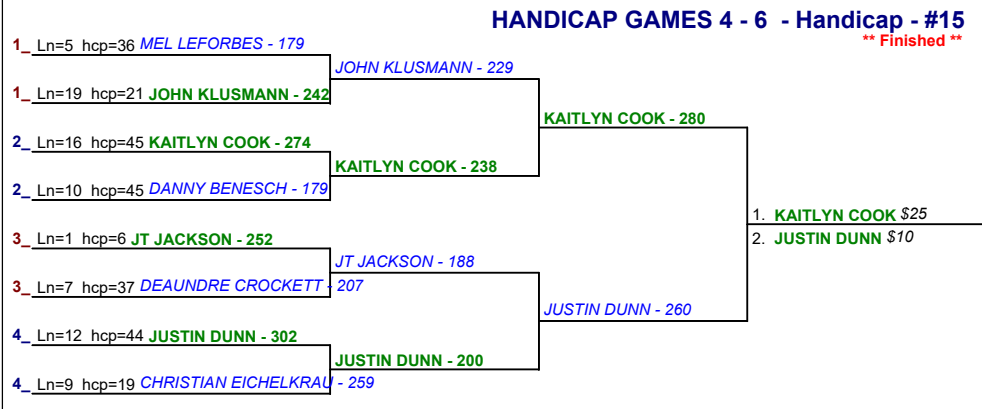 HANDICAP GAMES 4 - 6 - Handicap - #15
** Finished **
1_ Ln=5 hcp=36 MEL LEFORBES - 179
JOHN KLUSMANN - 229
1_ Ln=19 hcp=21 JOHN KLUSMANN - 242
KAITLYN COOK - 280
2_ Ln=16 hcp=45 KAITLYN COOK - 274
KAITLYN COOK - 238
2_ Ln=10 hcp=45 DANNY BENESCH - 179
1. KAITLYN COOK $25
2. JUSTIN DUNN $10
3_ Ln=1 hcp=6 JT JACKSON - 252
JT JACKSON - 188
3_ Ln=7 hcp=37 DEAUNDRE CROCKETT - 207
JUSTIN DUNN - 260
4_ Ln=12 hcp=44 JUSTIN DUNN - 302
JUSTIN DUNN - 200
4_ Ln=9 hcp=19 CHRISTIAN EICHELKRAU - 259